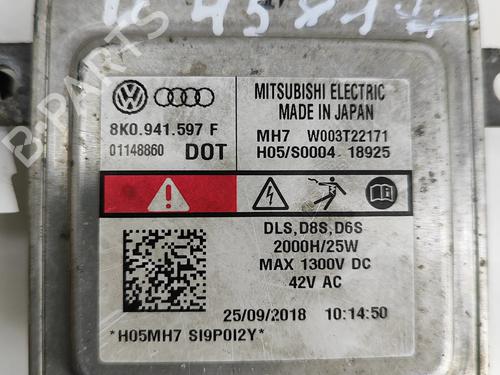 B-PARTS
8K0.941.597 F
01148860 DOT
MITSUBISHI ELECTRIC
MADE IN JAPAN
MH7 W003T22171
H05/S0004 18925
DLS,D8S,D6S
2000H/25W
MAX 1300V DC
42V AC
25/09/2018 10:14:50
*H05MH7 SI9P0I2Y*